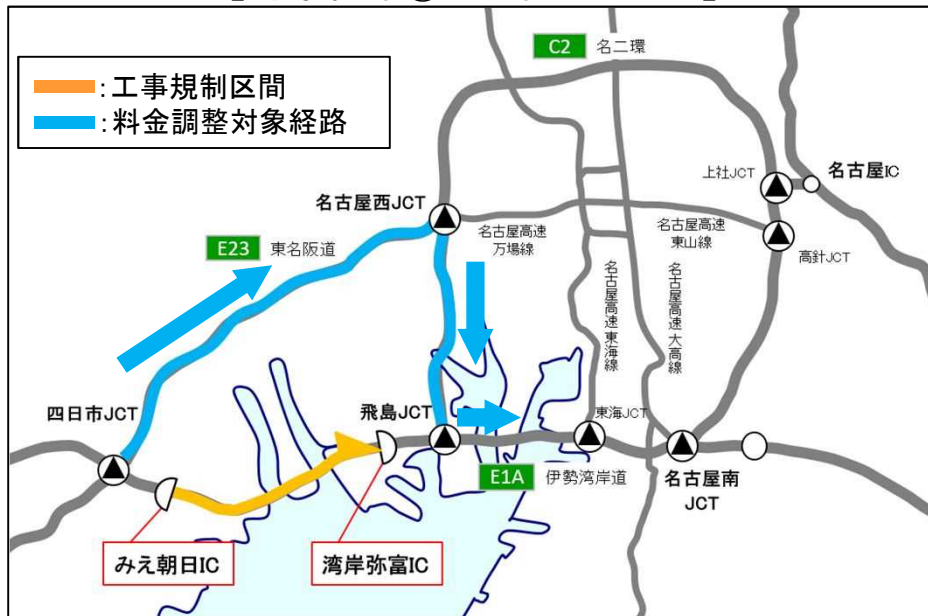 C2 名二環
:工事規制区間
:料金調整対象経路
上社JCT
名古屋IC
名古屋西JCT
名古屋高速
万場線
名古屋高速
東山線
E23 東名阪道
高針JCT
名古屋高速東海線
名古屋高速大高線
四日市JCT
飛島JCT
東海JCT
E1A 伊勢湾岸道
名古屋南
JCT
みえ朝日IC
湾岸弥富IC